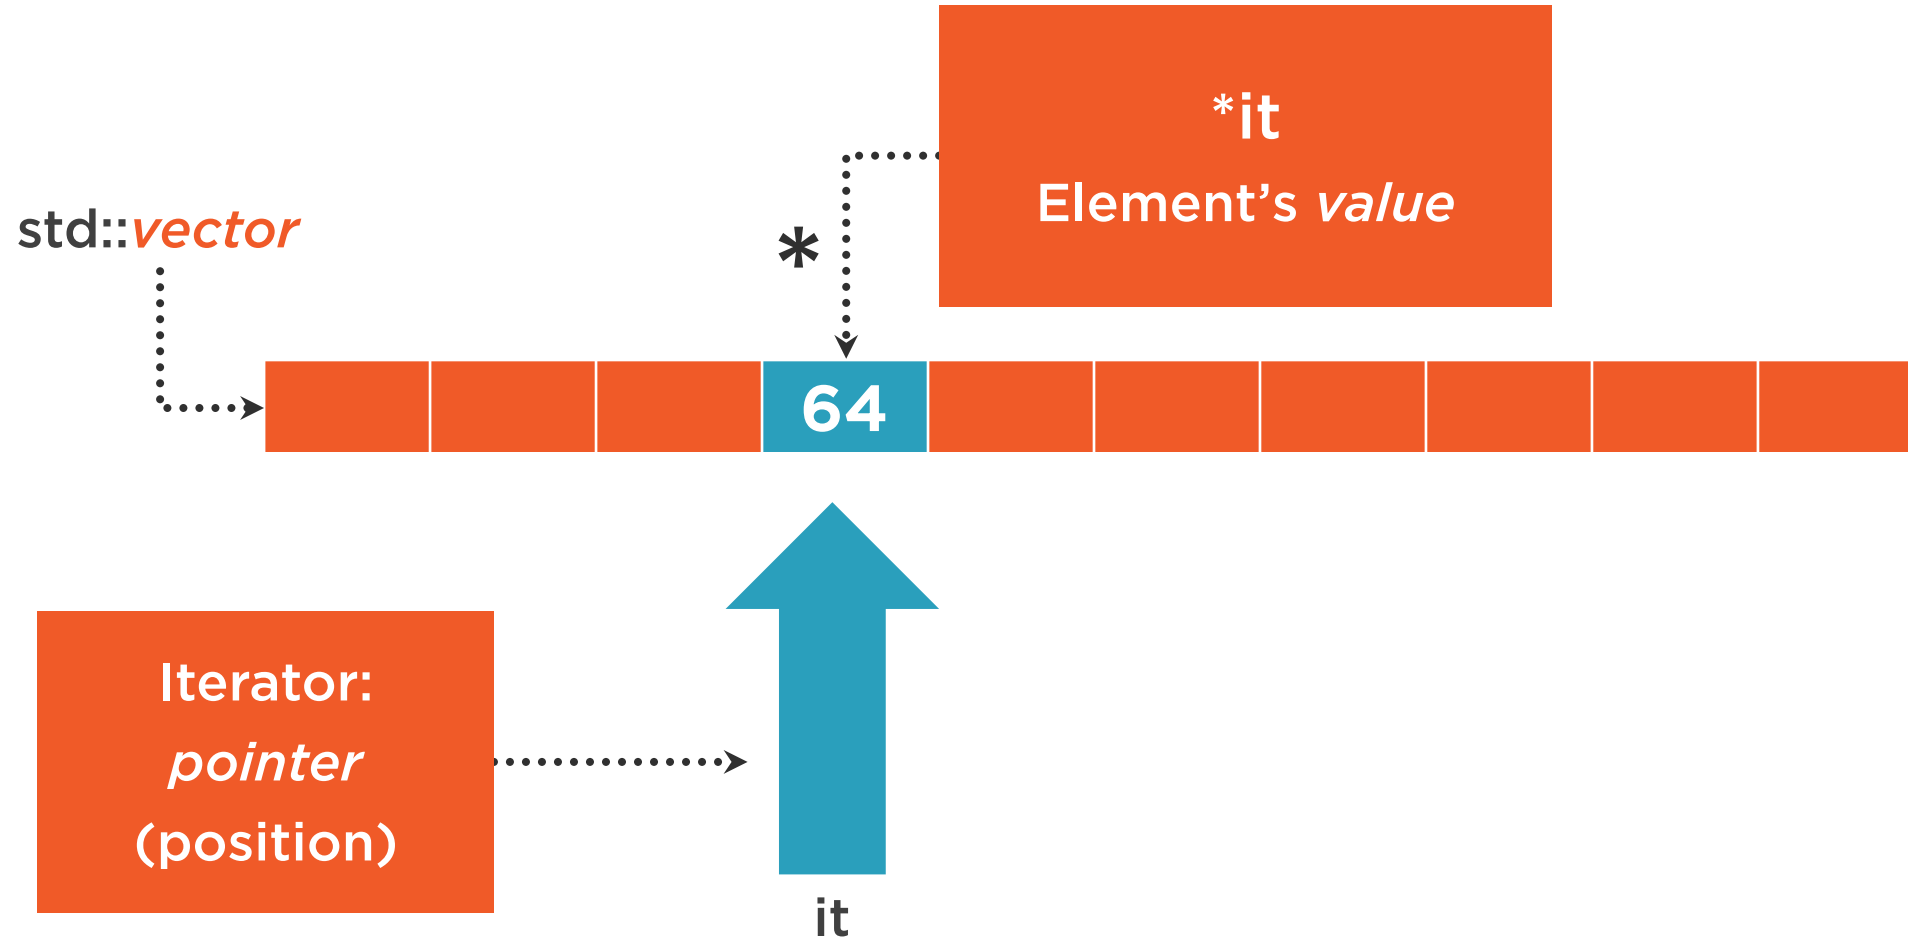 *it
Element’s value
std::vector
*
64
Iterator:
pointer
(position)
it